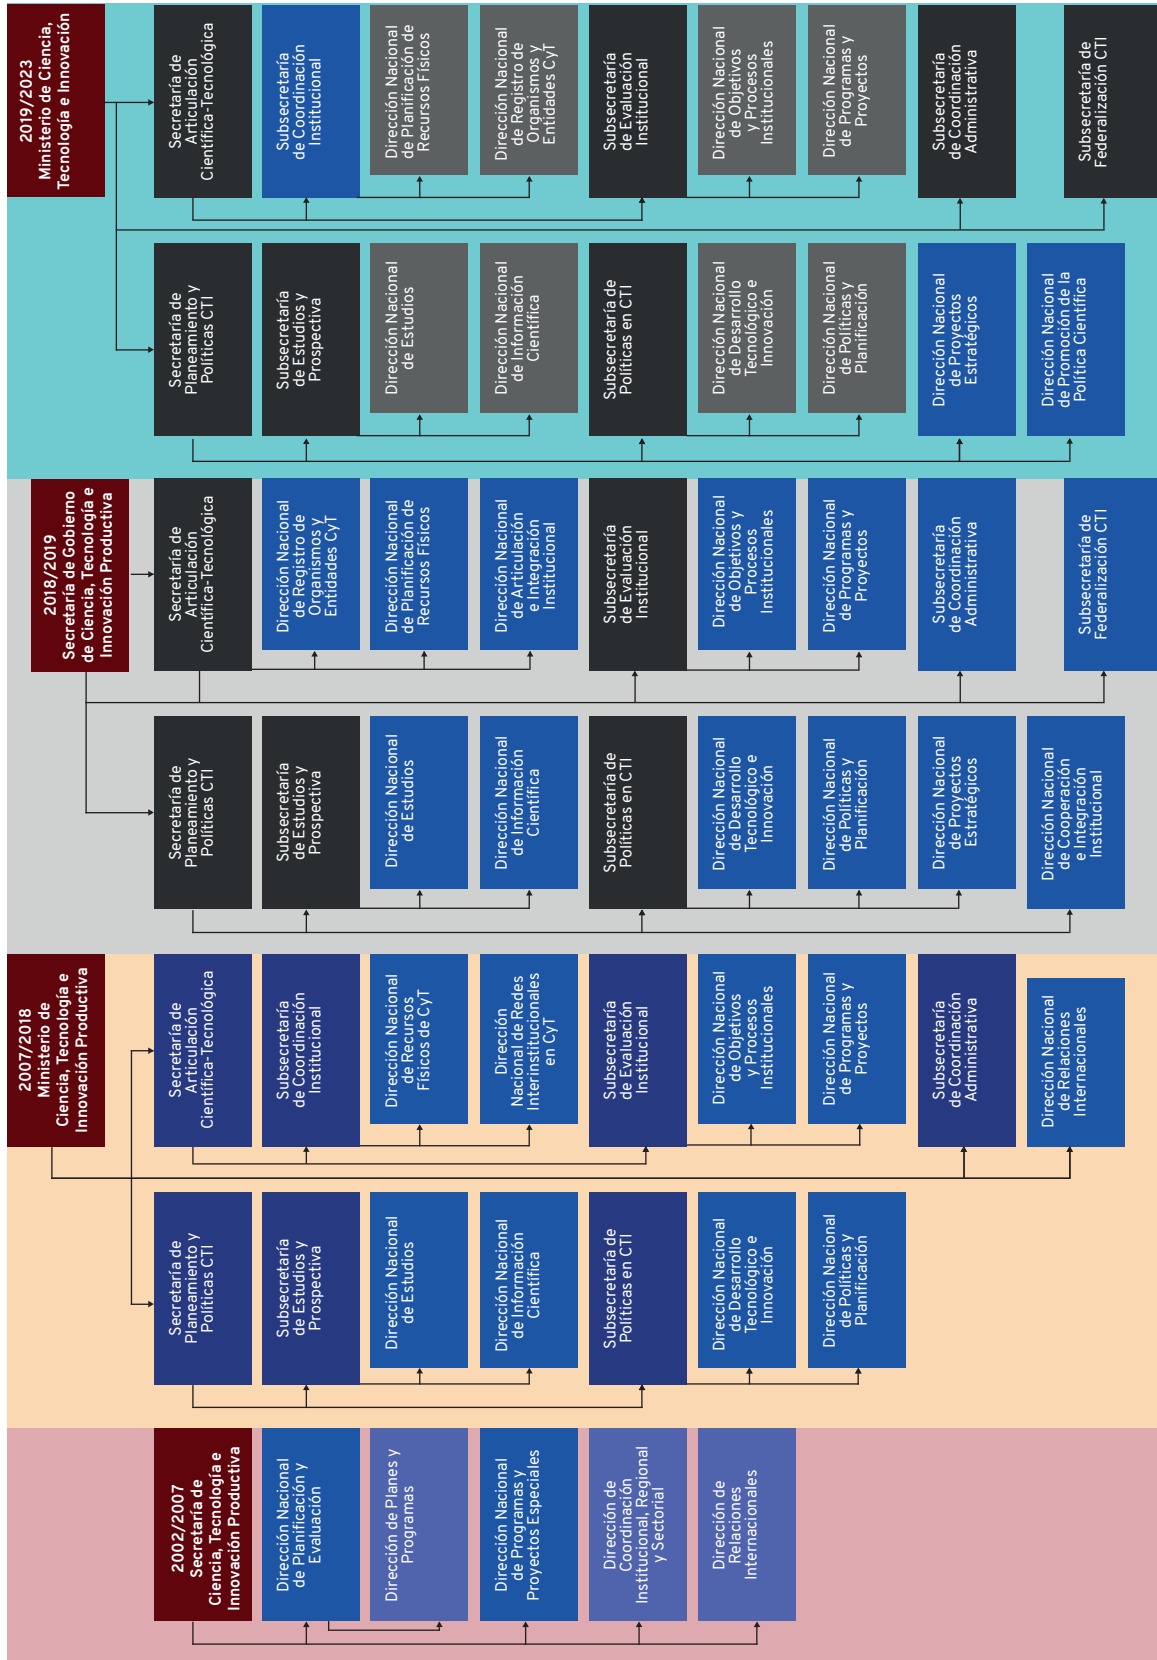 2002/2007
Secretaría de
Ciencia, Tecnología e
Innovación Productiva
Dirección Nacional
de Planificación y
Evaluación
Dirección de Planes y
Programas
Dirección Nacional
de Programas y
Proyectos Especiales
Dirección de
Coordinación
Institucional, Regional
y Sectorial
Dirección de
Relaciones
Internacionales
2007/2018
Ministerio de
Ciencia, Tecnología e
Innovación Productiva
Secretaría de
Planeamiento y
Políticas CTI
Subsecretaría
de Estudios y
Prospectiva
Dirección Nacional
de Estudios
Dirección Nacional
de Información
Científica
Subsecretaría de
Políticas en CTI
Dirección Nacional
de Desarrollo
Tecnológico e
Innovación
Dirección Nacional
de Políticas y
Planificación
Secretaría de
Articulación
Científica-Tecnológica
Subsecretaría
de Coordinación
Institucional
Dirección Nacional
de Recursos
Físicos de CyT
Dirección
Nacional de Redes
Interinstitucionales
en CyT
Subsecretaría
de Evaluación
Institucional
Dirección Nacional
de Objetivos
y Procesos
Institucionales
Dirección Nacional
de Programas y
Proyectos
Subsecretaría
de Coordinación
Administrativa
Dirección Nacional
de Relaciones
Internacionales
2018/2019
Secretaría de Gobierno
de Ciencia, Tecnología e
Innovación Productiva
Secretaría de
Planeamiento y
Políticas CTI
Subsecretaría
de Estudios y
Prospectiva
Dirección Nacional
de Estudios
Dirección Nacional
de Información
Científica
Subsecretaría de
Políticas en CTI
Dirección Nacional
de Desarrollo
Tecnológico e
Innovación
Dirección Nacional
de Políticas y
Planificación
Dirección Nacional
de Proyectos
Estratégicos
Dirección Nacional
de Cooperación
e Integración
Institucional
Secretaría de
Articulación
Científica-Tecnológica
Dirección Nacional
de Registro de
Organismos y
Entidades CyT
Dirección Nacional
de Planificación de
Recursos Físicos
Dirección Nacional
de Articulación
e Integración
Institucional
Subsecretaría
de Evaluación
Institucional
Dirección Nacional
de Objetivos y
Procesos
Institucionales
Dirección Nacional
de Programas y
Proyectos
Subsecretaría
de Coordinación
Administrativa
Subsecretaría de
Federalización CTI
2019/2023
Ministerio de Ciencia,
Tecnología e Innovación
Secretaría de
Planeamiento y
Políticas CTI
Subsecretaría
de Estudios y
Prospectiva
Dirección Nacional
de Estudios
Dirección Nacional
de Información
Científica
Subsecretaría de
Políticas en CTI
Dirección Nacional
de Desarrollo
Tecnológico e
Innovación
Dirección Nacional
de Políticas y
Planificación
Dirección Nacional
de Proyectos
Estratégicos
Dirección Nacional
de Promoción de la
Política Científica
Secretaría de
Articulación
Científica-Tecnológica
Subsecretaría
de Coordinación
Institucional
Dirección Nacional
de Planificación de
Recursos Físicos
Dirección Nacional
de Registro de
Organismos y
Entidades CyT
Subsecretaría
de Evaluación
Institucional
Dirección Nacional
de Objetivos
y Procesos
Institucionales
Dirección Nacional
de Programas y
Proyectos
Subsecretaría
de Coordinación
Administrativa
Subsecretaría de
Federalización CTI